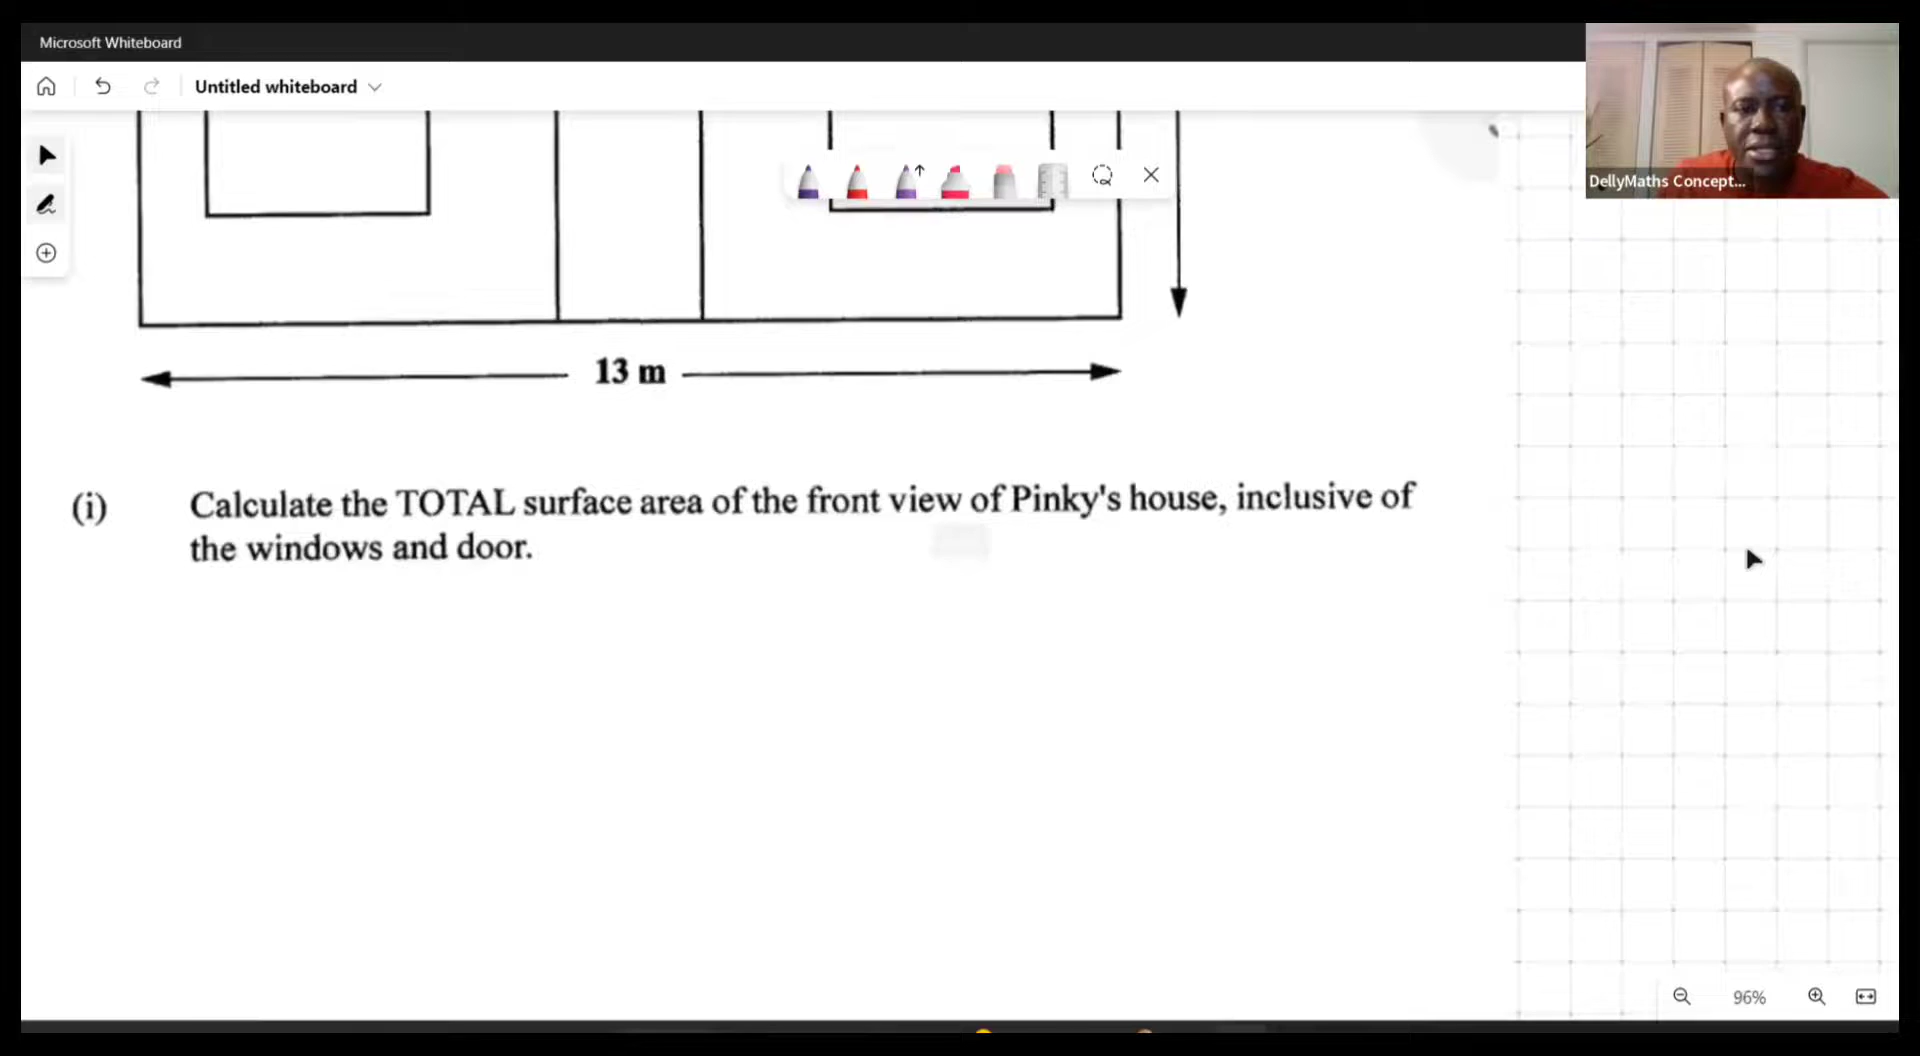 Microsoft Whiteboard
Untitled whiteboard
DellyMaths Concept...
13 m
(i) Calculate the TOTAL surface area of the front view of Pinky's house, inclusive of
the windows and door.
96%